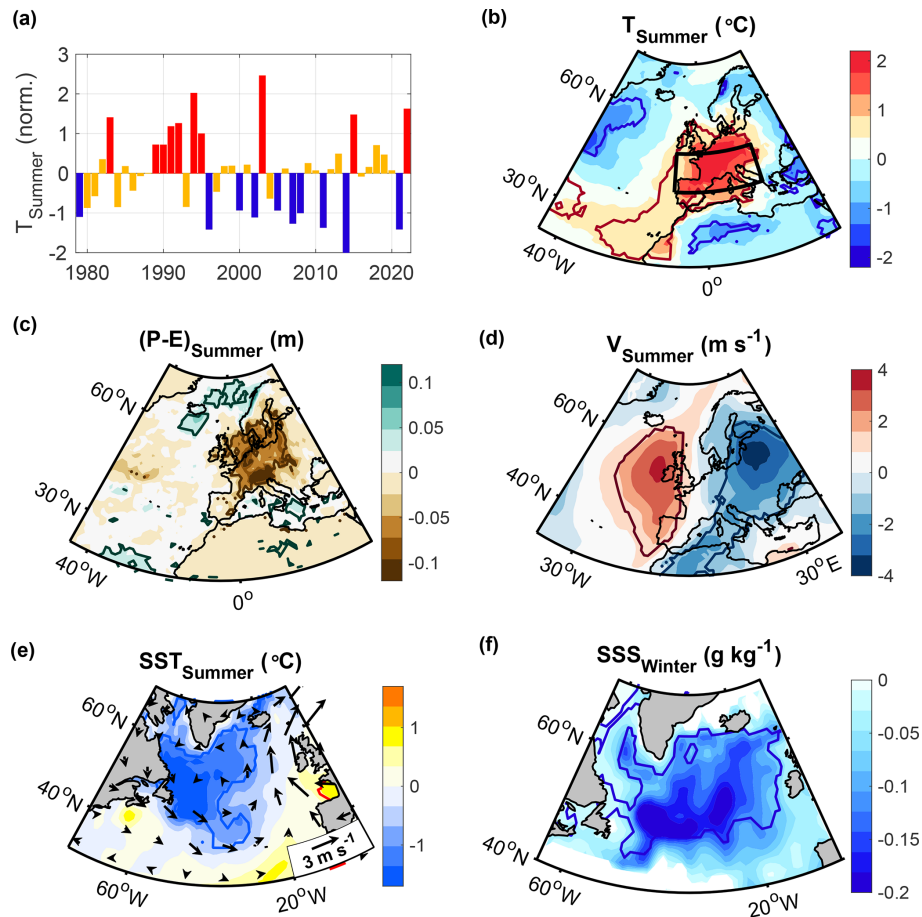 (a)
T_Summer (norm.)
3
2
1
0
-1
-2
1980
1990
2000
2010
2020
(b)
T_Summer (°C)
60°N
30°N
40°W
0°
2
1
0
-1
-2
(c)
(P-E)_Summer (m)
60°N
30°N
40°W
0°
0.1
0.05
0
-0.05
-0.1
(d)
V_Summer (m s⁻¹)
60°N
40°N
30°W
30°E
4
2
0
-2
-4
(e)
SST_Summer (°C)
60°N
40°N
60°W
20°W
3 m s⁻¹
1
0
-1
(f)
SSS_Winter (g kg⁻¹)
60°N
40°N
60°W
20°W
0
-0.05
-0.1
-0.15
-0.2